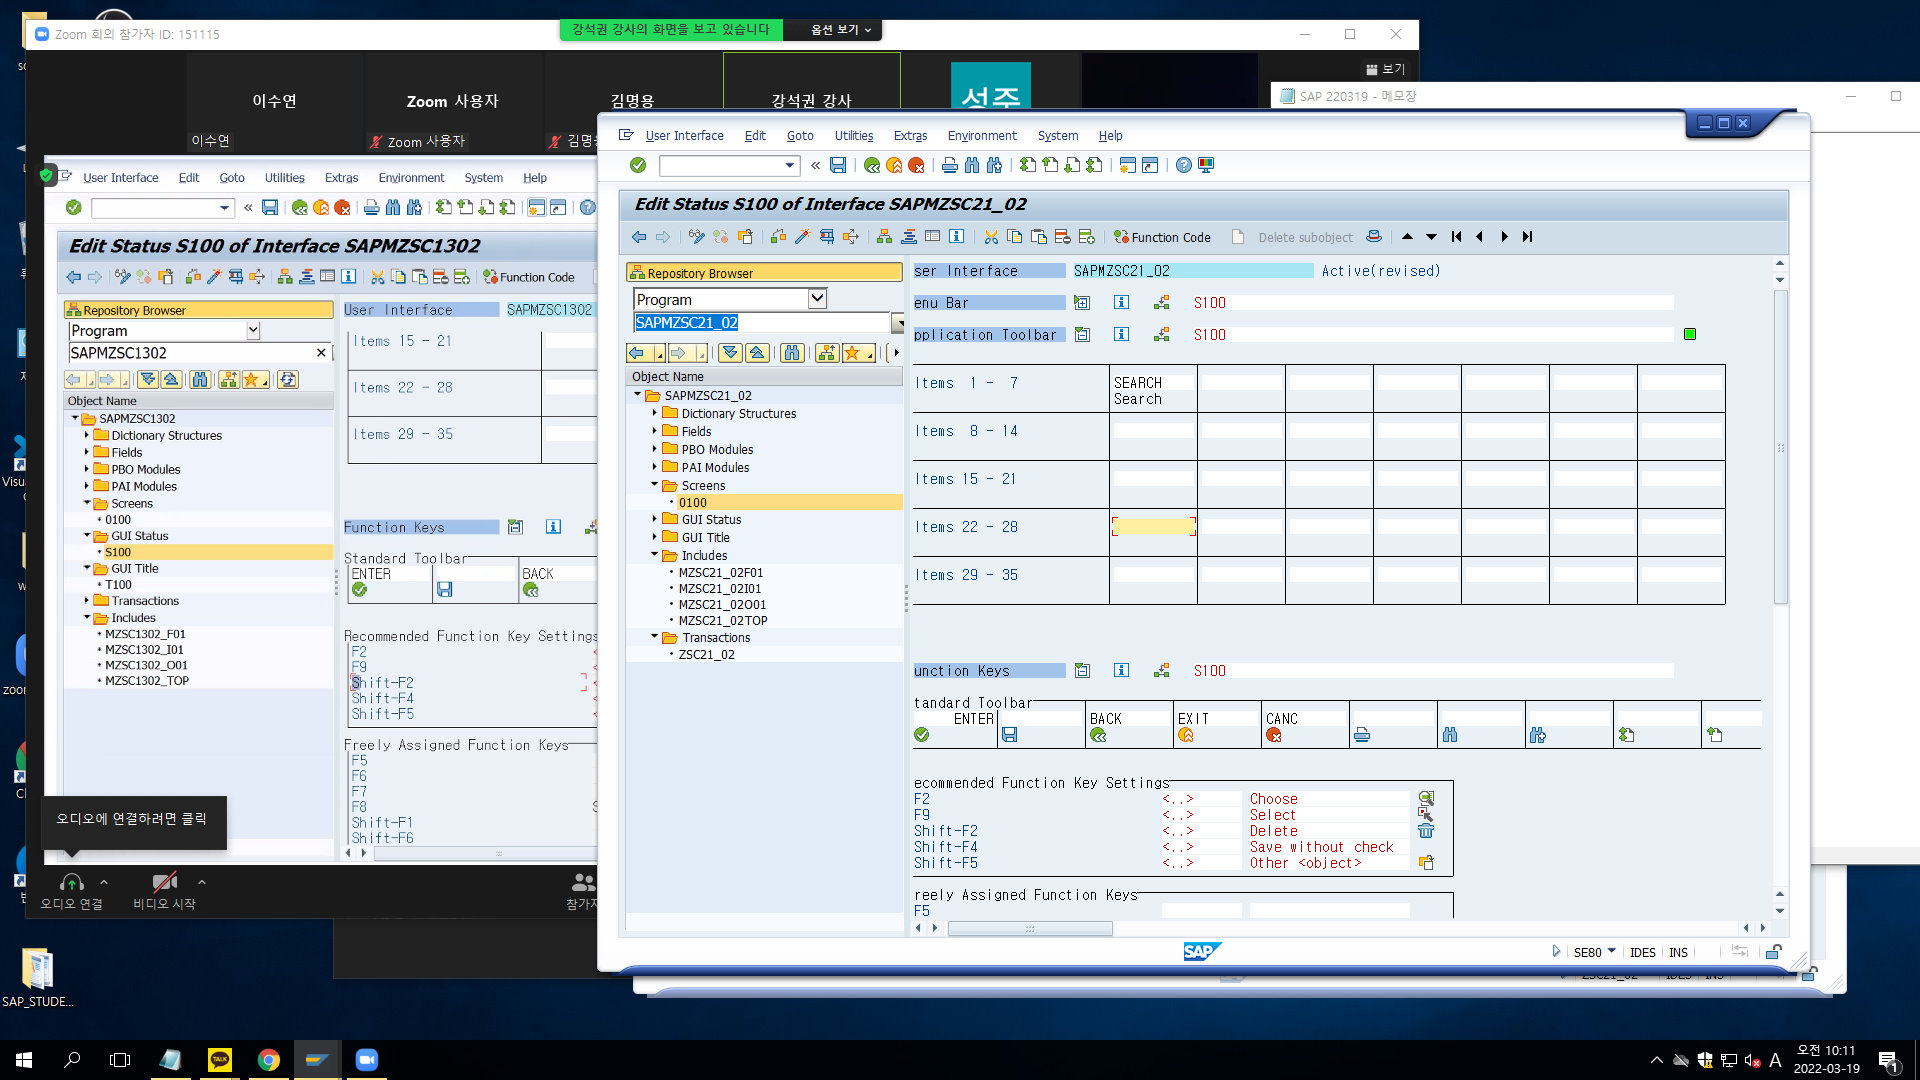 Zoom 회의 참가자 ID: 151115
강석권 강사의 화면을 보고 있습니다
옵션 보기
보기
이수연
Zoom 사용자
김명용
강석권 강사
성주
이수연
Zoom 사용자
SAP 220319 - 메모장
User Interface Edit Goto Utilities Extras Environment System Help
Edit Status S100 of Interface SAPMZSC1302
Function Code
Repository Browser
Program
SAPMZSC1302
Object Name
SAPMZSC1302
Dictionary Structures
Fields
PBO Modules
PAI Modules
Screens
0100
GUI Status
S100
GUI Title
T100
Transactions
Includes
MZSC1302_F01
MZSC1302_I01
MZSC1302_O01
MZSC1302_TOP
User Interface SAPMZSC1302
Items 15 - 21
Items 22 - 28
Items 29 - 35
Function Keys
Standard Toolbar
ENTER BACK
Recommended Function Key Settings
F2
F9
Shift-F2
Shift-F4
Shift-F5
Freely Assigned Function Keys
F5
F6
F7
F8
Shift-F1
Shift-F6
오디오에 연결하려면 클릭
오디오 연결
비디오 시작
User Interface Edit Goto Utilities Extras Environment System Help
Edit Status S100 of Interface SAPMZSC21_02
Function Code Delete subobject
Repository Browser
Program
SAPMZSC21_02
Object Name
SAPMZSC21_02
Dictionary Structures
Fields
PBO Modules
PAI Modules
Screens
0100
GUI Status
GUI Title
Includes
MZSC21_02F01
MZSC21_02I01
MZSC21_02O01
MZSC21_02TOP
Transactions
ZSC21_02
ser Interface SAPMZSC21_02 Active(revised)
enu Bar S100
pplication Toolbar S100
Items 1 - 7 SEARCH
Search
Items 8 - 14
Items 15 - 21
Items 22 - 28
Items 29 - 35
unction Keys S100
tandard Toolbar
ENTER BACK EXIT CANC
ecommended Function Key Settings
F2 <..> Choose
F9 <..> Select
Shift-F2 <..> Delete
Shift-F4 <..> Save without check
Shift-F5 <..> Other <object>
reely Assigned Function Keys
F5
SAP
SE80 IDES INS
SAP_STUDE...
TALK
A
오전 10:11
2022-03-19
1